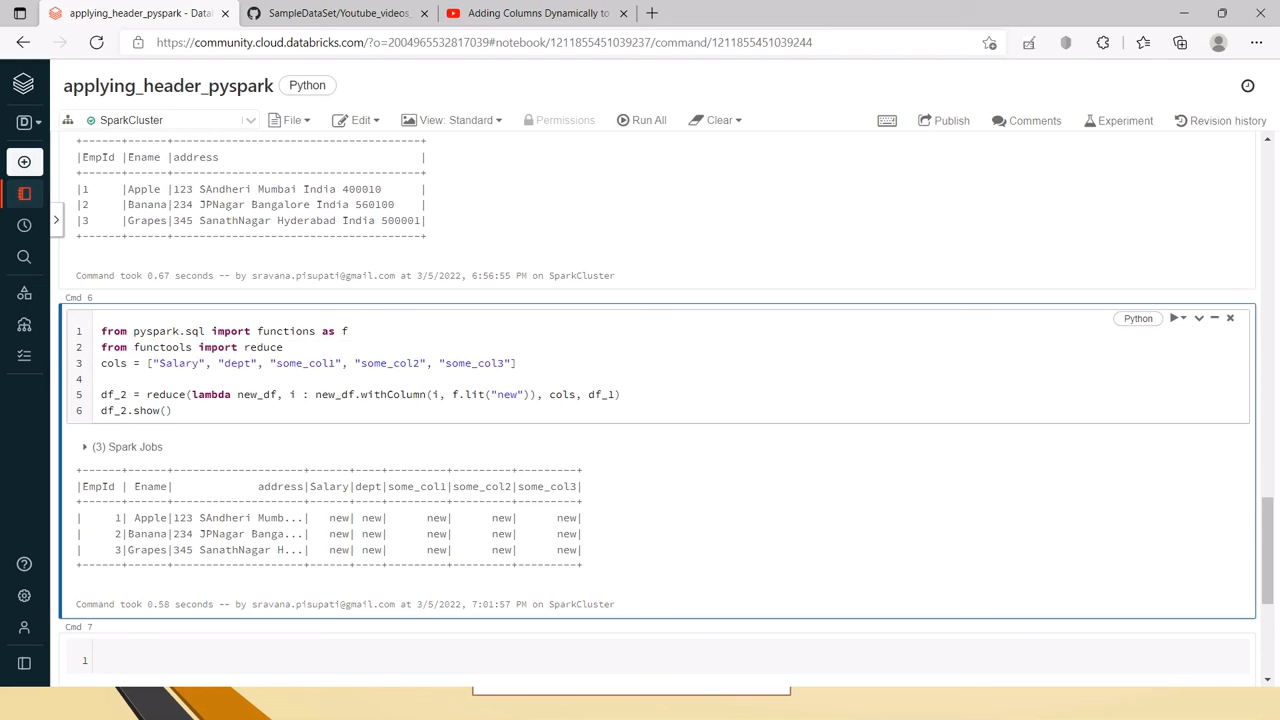 applying_header_pyspark - Datal
SampleDataSet/Youtube_videos_
Adding Columns Dynamically to
https://community.cloud.databricks.com/?o=2004965532817039#notebook/1211855451039237/command/1211855451039244
applying_header_pyspark
Python
D
SparkCluster
File
Edit
View: Standard
Permissions
Run All
Clear
Publish
Comments
Experiment
Revision history
+------+------+--------------------------------------+
|EmpId |Ename |address                               |
+------+------+--------------------------------------+
|1     |Apple |123 SAndheri Mumbai India 400010      |
|2     |Banana|234 JPNagar Bangalore India 560100    |
|3     |Grapes|345 SanathNagar Hyderabad India 500001|
+------+------+--------------------------------------+
Command took 0.67 seconds -- by sravana.pisupati@gmail.com at 3/5/2022, 6:56:55 PM on SparkCluster
Cmd 6
Python
1 from pyspark.sql import functions as f
2 from functools import reduce
3 cols = ["Salary", "dept", "some_col1", "some_col2", "some_col3"]
4
5 df_2 = reduce(lambda new_df, i : new_df.withColumn(i, f.lit("new")), cols, df_1)
6 df_2.show()
(3) Spark Jobs
+------+------+--------------------+------+----+---------+---------+---------+
|EmpId | Ename|             address|Salary|dept|some_col1|some_col2|some_col3|
+------+------+--------------------+------+----+---------+---------+---------+
|     1| Apple|123 SAndheri Mumb...|   new| new|      new|      new|      new|
|     2|Banana|234 JPNagar Banga...|   new| new|      new|      new|      new|
|     3|Grapes|345 SanathNagar H...|   new| new|      new|      new|      new|
+------+------+--------------------+------+----+---------+---------+---------+
Command took 0.58 seconds -- by sravana.pisupati@gmail.com at 3/5/2022, 7:01:57 PM on SparkCluster
Cmd 7
1